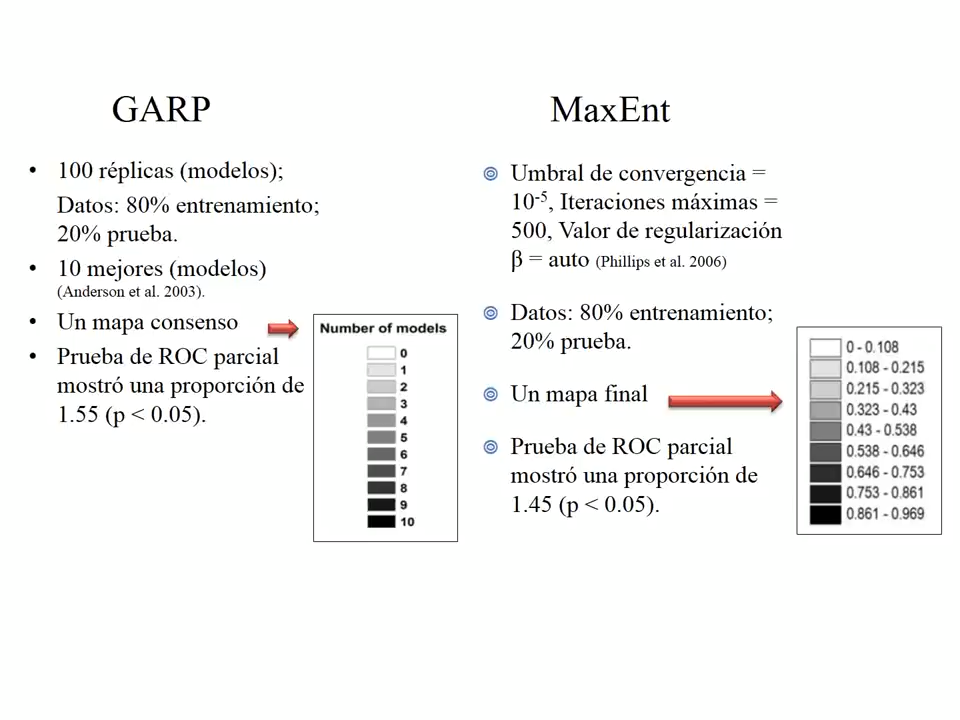 GARP
100 réplicas (modelos);
Datos: 80% entrenamiento;
20% prueba.
10 mejores (modelos)
(Anderson et al. 2003).
Un mapa consenso
Prueba de ROC parcial
mostró una proporción de
1.55 (p < 0.05).
Number of models
0
1
2
3
4
5
6
7
8
9
10
MaxEnt
Umbral de convergencia =
10⁻⁵, Iteraciones máximas =
500, Valor de regularización
β = auto (Phillips et al. 2006)
Datos: 80% entrenamiento;
20% prueba.
Un mapa final
Prueba de ROC parcial
mostró una proporción de
1.45 (p < 0.05).
0 - 0.108
0.108 - 0.215
0.215 - 0.323
0.323 - 0.43
0.43 - 0.538
0.538 - 0.646
0.646 - 0.753
0.753 - 0.861
0.861 - 0.969